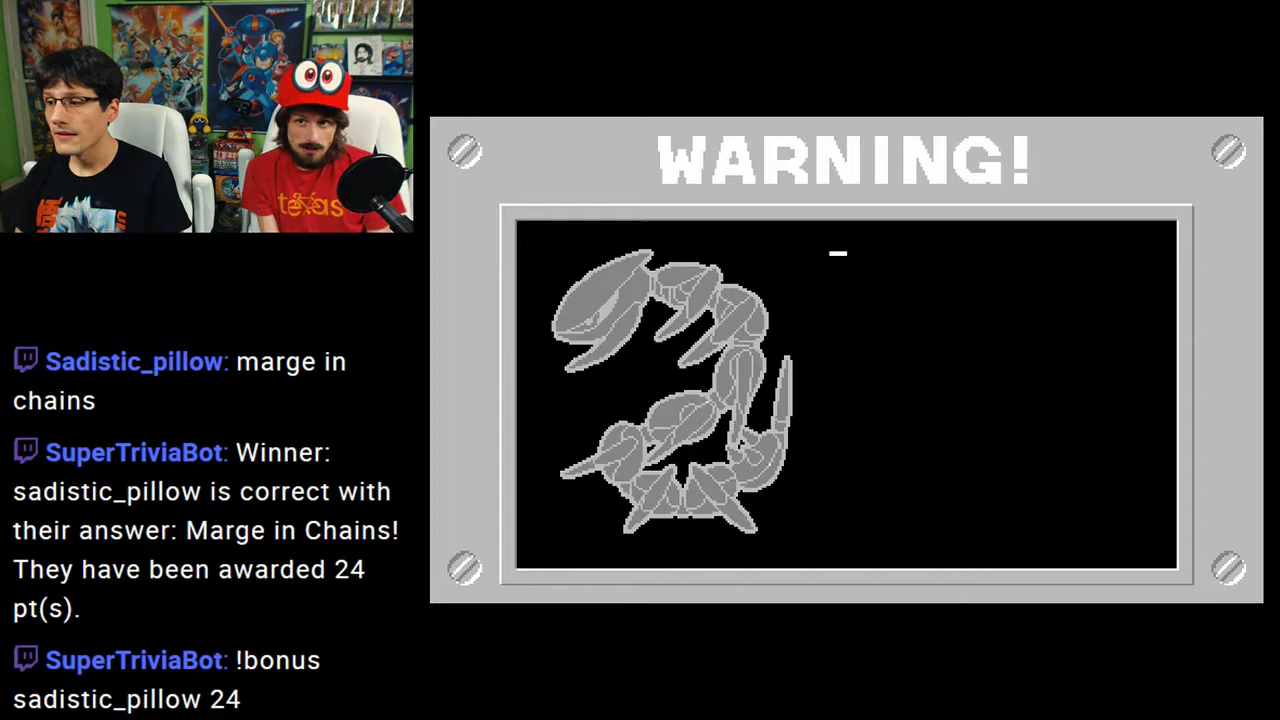 texas
WARNING!
Sadistic_pillow: marge in
chains
SuperTriviaBot: Winner:
sadistic_pillow is correct with
their answer: Marge in Chains!
They have been awarded 24
pt(s).
SuperTriviaBot: !bonus
sadistic_pillow 24